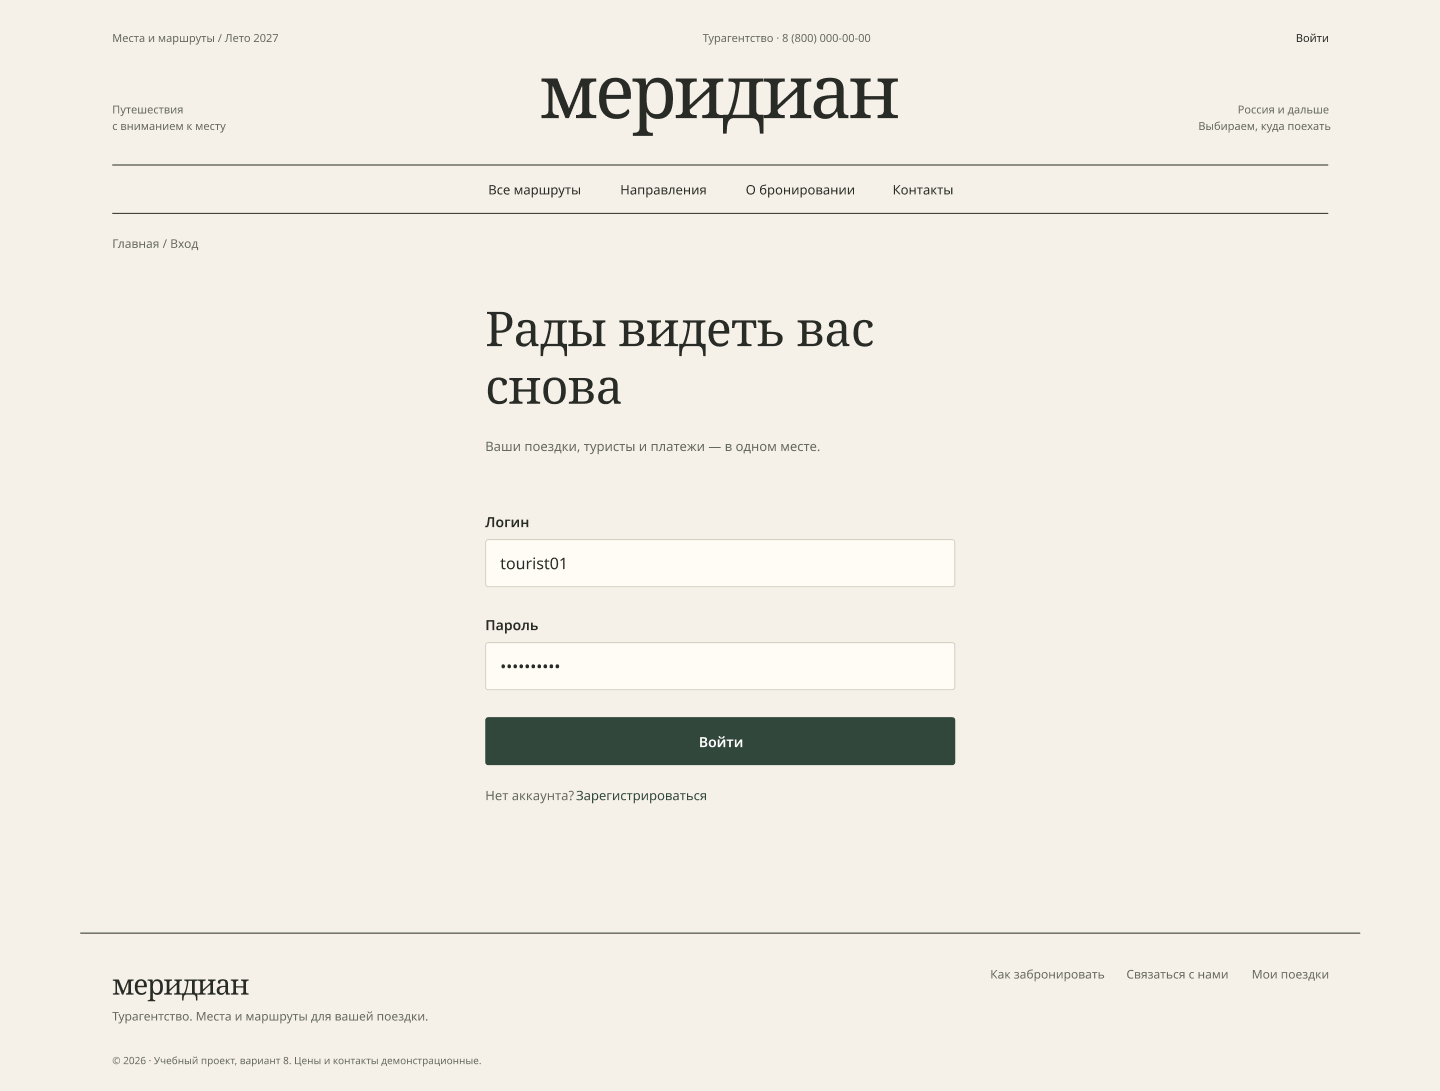 Места и маршруты / Лето 2027
Турагентство · 8 (800) 000-00-00
Войти
меридиан
Путешествия
с вниманием к месту
Россия и дальше
Выбираем, куда поехать
Все маршруты
Направления
О бронировании
Контакты
Главная / Вход
Рады видеть вас
снова
Ваши поездки, туристы и платежи — в одном месте.
Логин
tourist01
Пароль
••••••••••
Войти
Нет аккаунта? Зарегистрироваться
меридиан
Как забронировать
Связаться с нами
Мои поездки
Турагентство. Места и маршруты для вашей поездки.
© 2026 · Учебный проект, вариант 8. Цены и контакты демонстрационные.